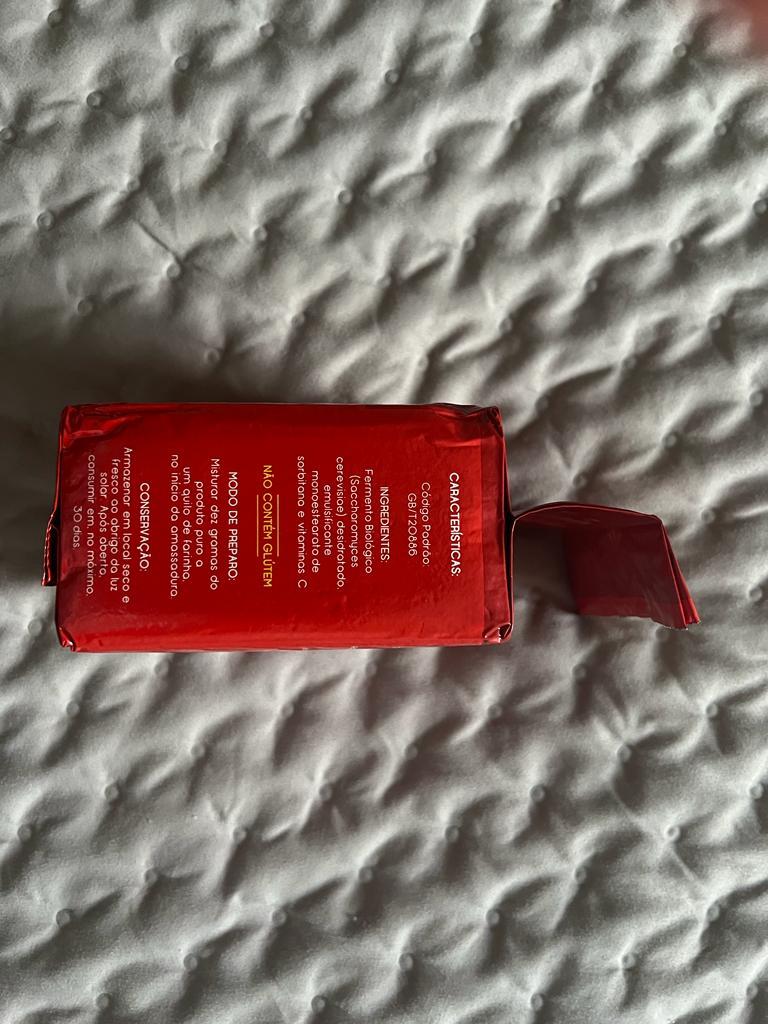 CARACTERÍSTICAS:
Código Padrão:
GB/T20886
INGREDIENTES:
Fermento Biológico
(Saccharomyces
cerevisiae) desidratado,
emulsificante
monoestearato de
sorbitana e vitaminas C
NÃO CONTÉM GLÚTEM
MODO DE PREPARO:
Misturar dez gramas do
produto puro a
um quilo de farinha,
no início da amassadura.
CONSERVAÇÃO:
Armazenar em local seco e
fresco ao abrigo da luz
solar. Após aberto,
consumir em, no máximo,
30 dias.